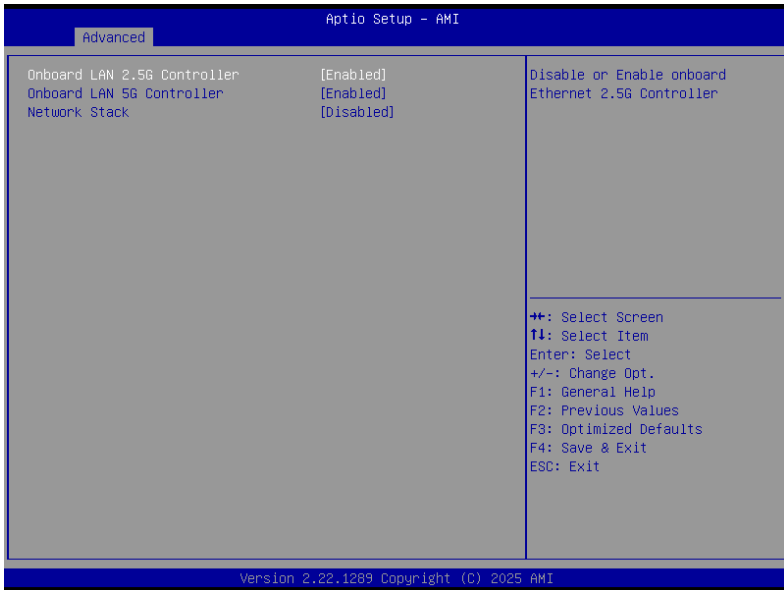 Aptio Setup – AMI
Advanced
Onboard LAN 2.5G Controller [Enabled]
Onboard LAN 5G Controller [Enabled]
Network Stack [Disabled]
Disable or Enable onboard
Ethernet 2.5G Controller
→←: Select Screen
↑↓: Select Item
Enter: Select
+/-: Change Opt.
F1: General Help
F2: Previous Values
F3: Optimized Defaults
F4: Save & Exit
ESC: Exit
Version 2.22.1289 Copyright (C) 2025 AMI